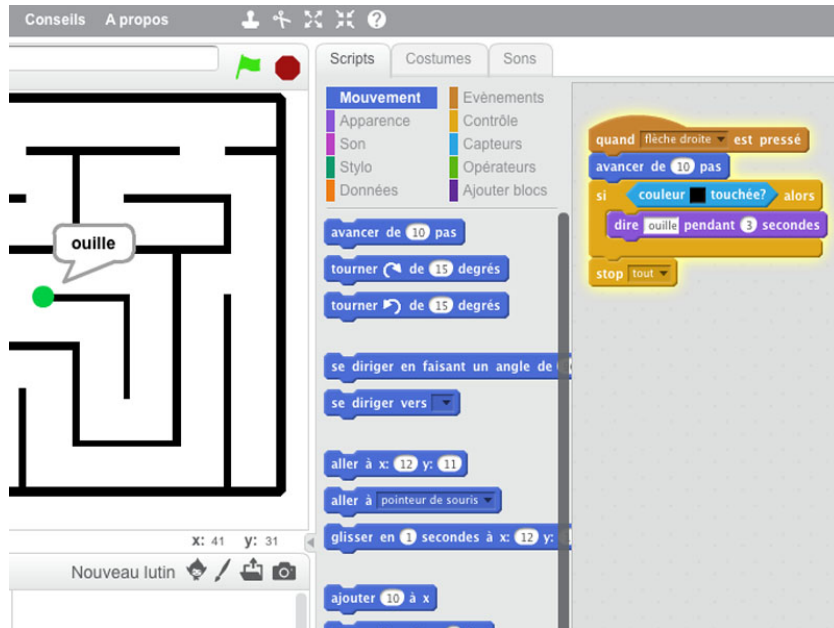 Conseils A propos
Scripts Costumes Sons
Mouvement Evènements
Apparence Contrôle
Son Capteurs
Stylo Opérateurs
Données Ajouter blocs
quand flèche droite est pressé
avancer de 10 pas
si couleur touchée? alors
dire ouille pendant 3 secondes
stop tout
ouille
avancer de 10 pas
tourner de 15 degrés
tourner de 15 degrés
se diriger en faisant un angle de
se diriger vers
aller à x: 12 y: 11
aller à pointeur de souris
glisser en 1 secondes à x: 12 y:
ajouter 10 à x
x: 41 y: 31
Nouveau lutin